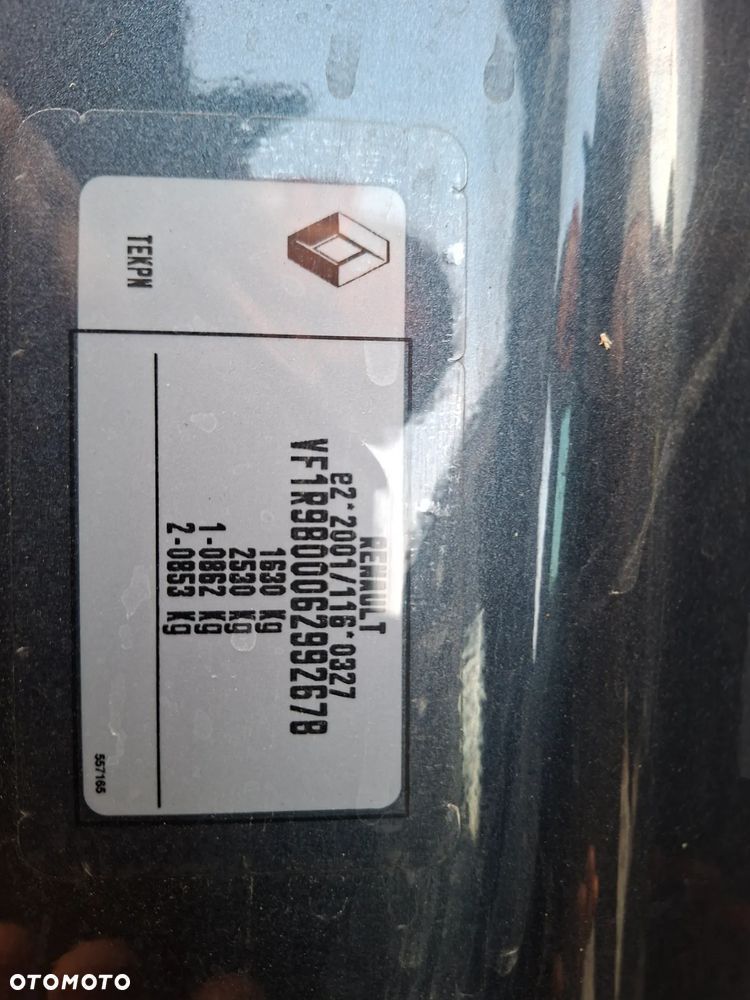 RENAULT
e2*2001/116*0327
VF1R9800062992678
1630 Kg
2530 Kg
1-0862 Kg
2-0853 Kg
TEKPN
557165
OTOMOTO